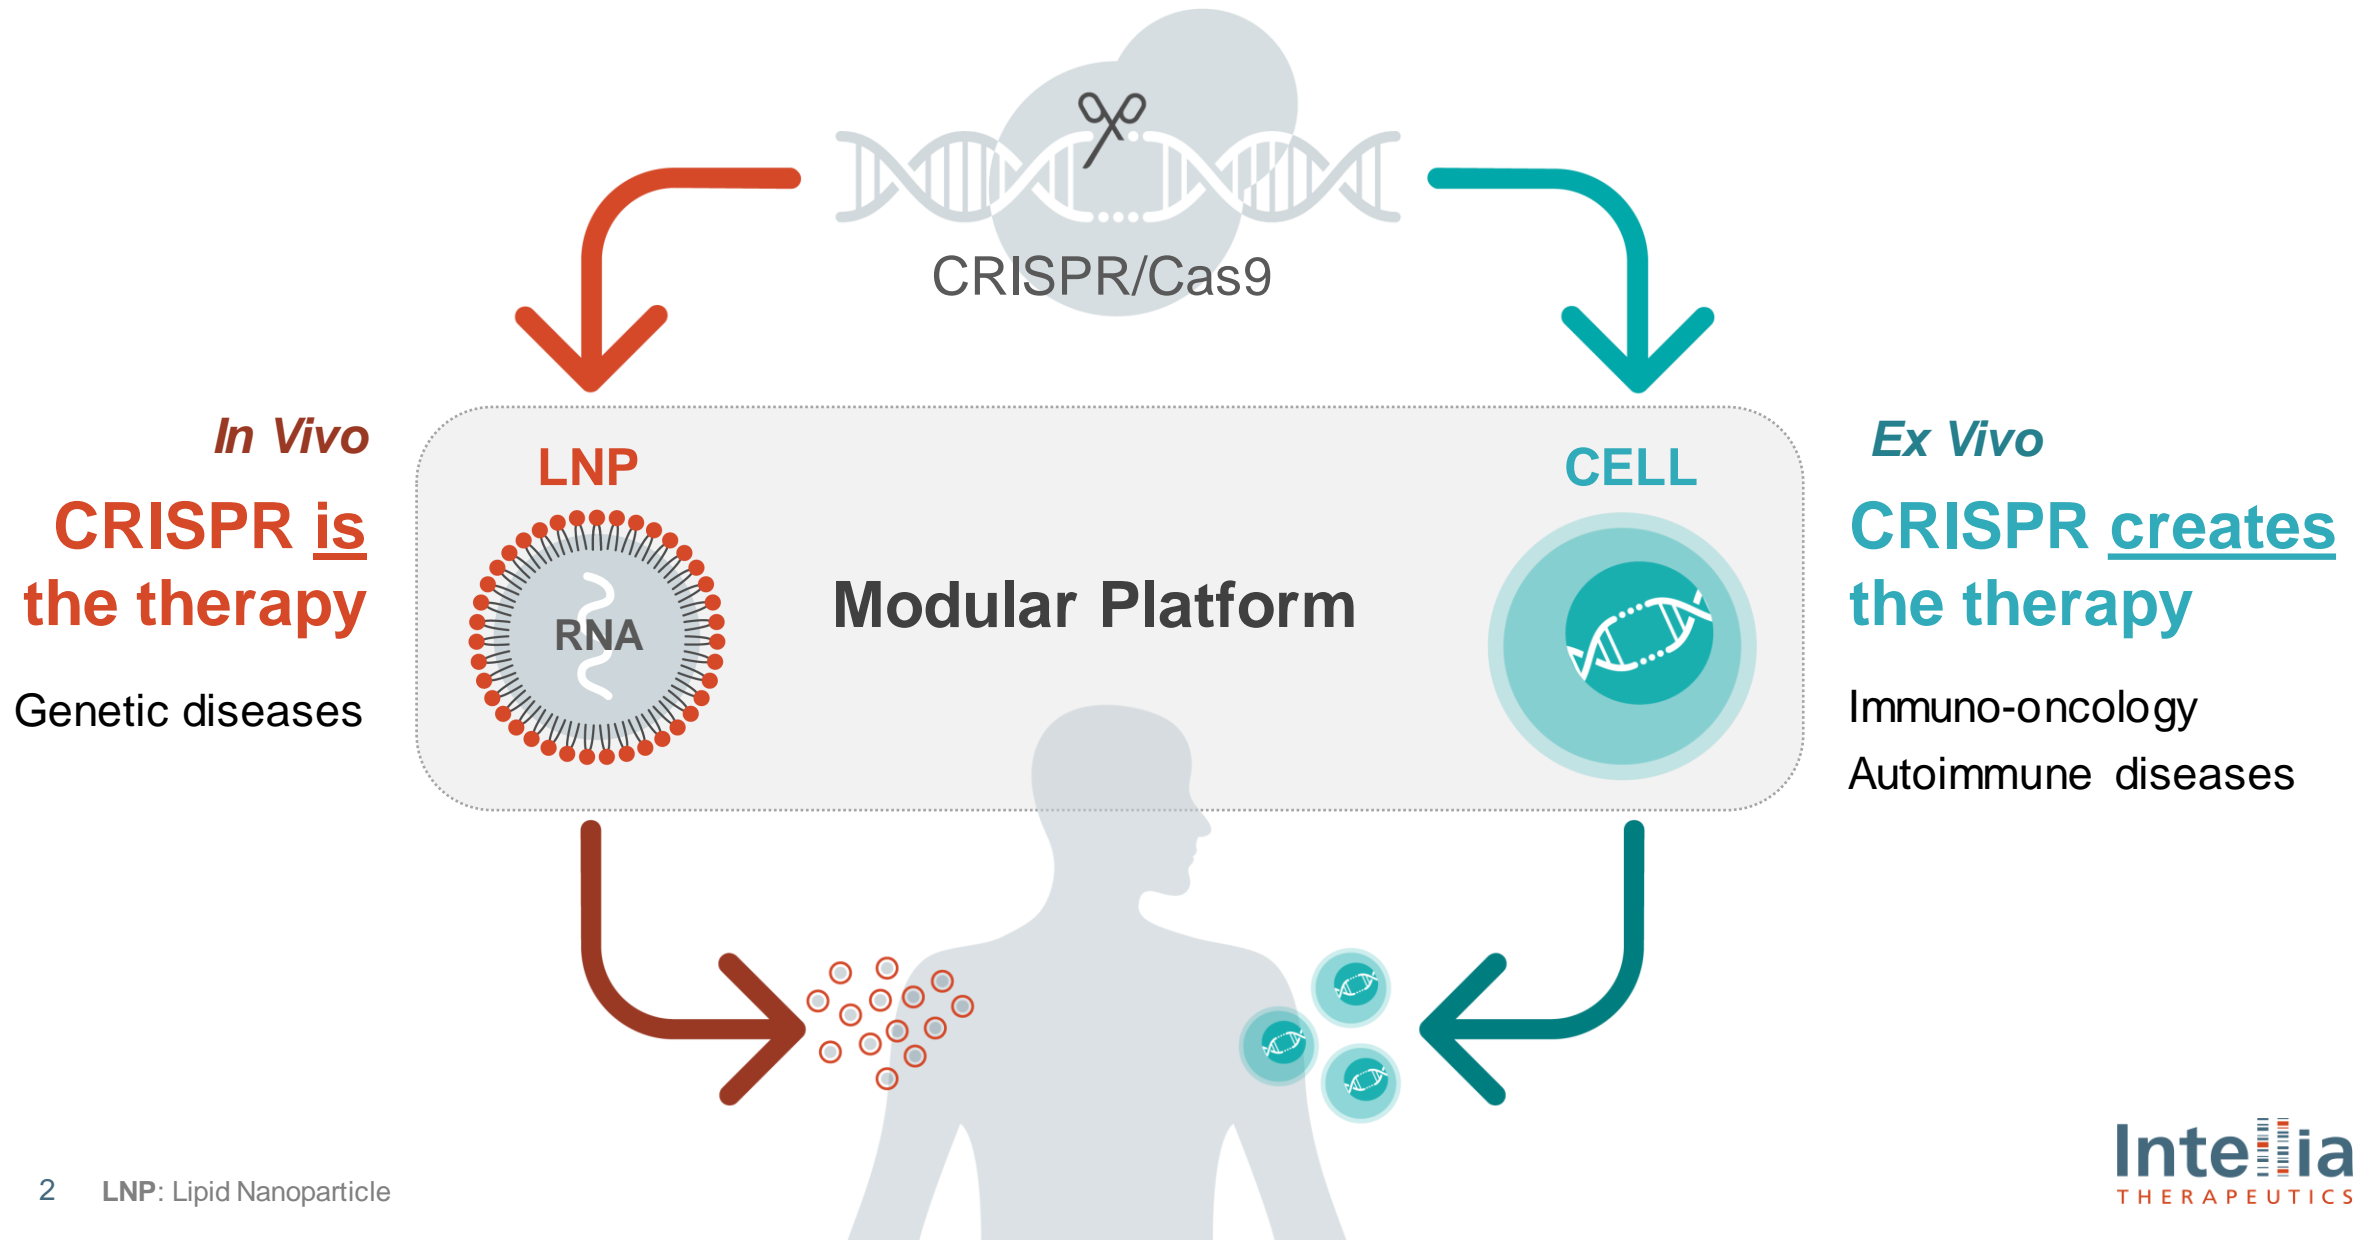 CRISPR/Cas9
In Vivo
CRISPR is
the therapy
Genetic diseases
LNP
RNA
Modular Platform
CELL
Ex Vivo
CRISPR creates
the therapy
Immuno-oncology
Autoimmune diseases
2 LNP: Lipid Nanoparticle
Intellia
THERAPEUTICS